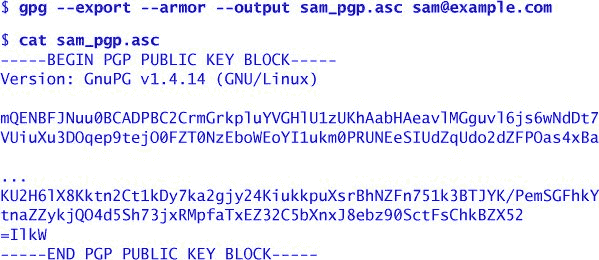 $ gpg --export --armor --output sam_pgp.asc sam@example.com
$ cat sam_pgp.asc
-----BEGIN PGP PUBLIC KEY BLOCK-----
Version: GnuPG v1.4.14 (GNU/Linux)
mQENBFJNuu0BCADPBC2CrmGrkpluYVGHlU1zUKhAabHAeavlMGguvl6js6wNdDt7
VUiuXu3DOqep9tejO0FZT0NzEboWEoYI1ukm0PRUNEeSIUdZqUdo2dZFPOas4xBa
...
KU2H6lX8Kktn2Ct1kDy7ka2gjy24KiukkpuXsrBhNZFn751k3BTJYK/PemSGFhkY
tnaZZykjQO4d5Sh73jxRMpfaTxEZ32C5bXnxJ8ebz90SctFsChkBZX52
=IlkW
-----END PGP PUBLIC KEY BLOCK-----